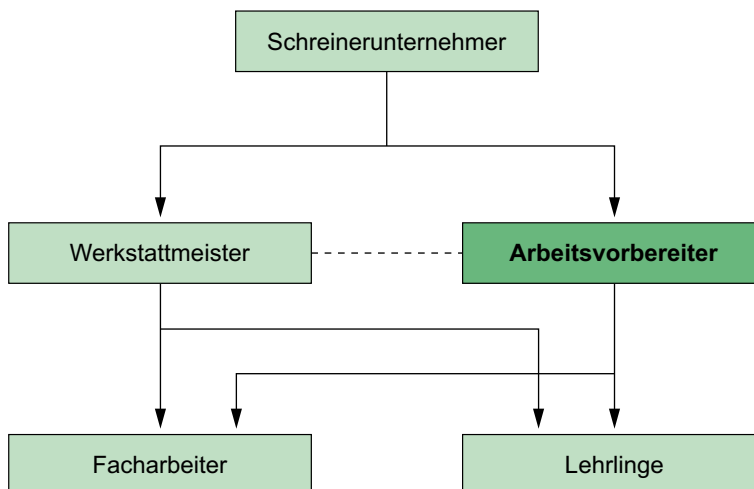 Schreinerunternehmer
Werkstattmeister
Arbeitsvorbereiter
Facharbeiter
Lehrlinge